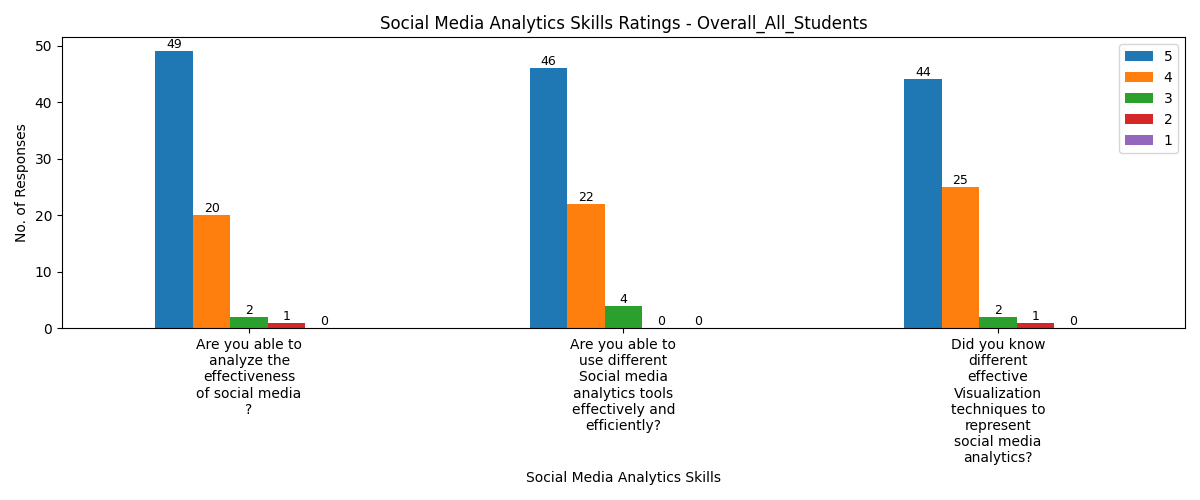 Social Media Analytics Skills Ratings - Overall_All_Students
No. of Responses
50
40
30
20
10
0
49
20
2
1
0
46
22
4
0
0
44
25
2
1
0
5
4
3
2
1
Are you able to
analyze the
effectiveness
of social media
?
Are you able to
use different
Social media
analytics tools
effectively and
efficiently?
Did you know
different
effective
Visualization
techniques to
represent
social media
analytics?
Social Media Analytics Skills